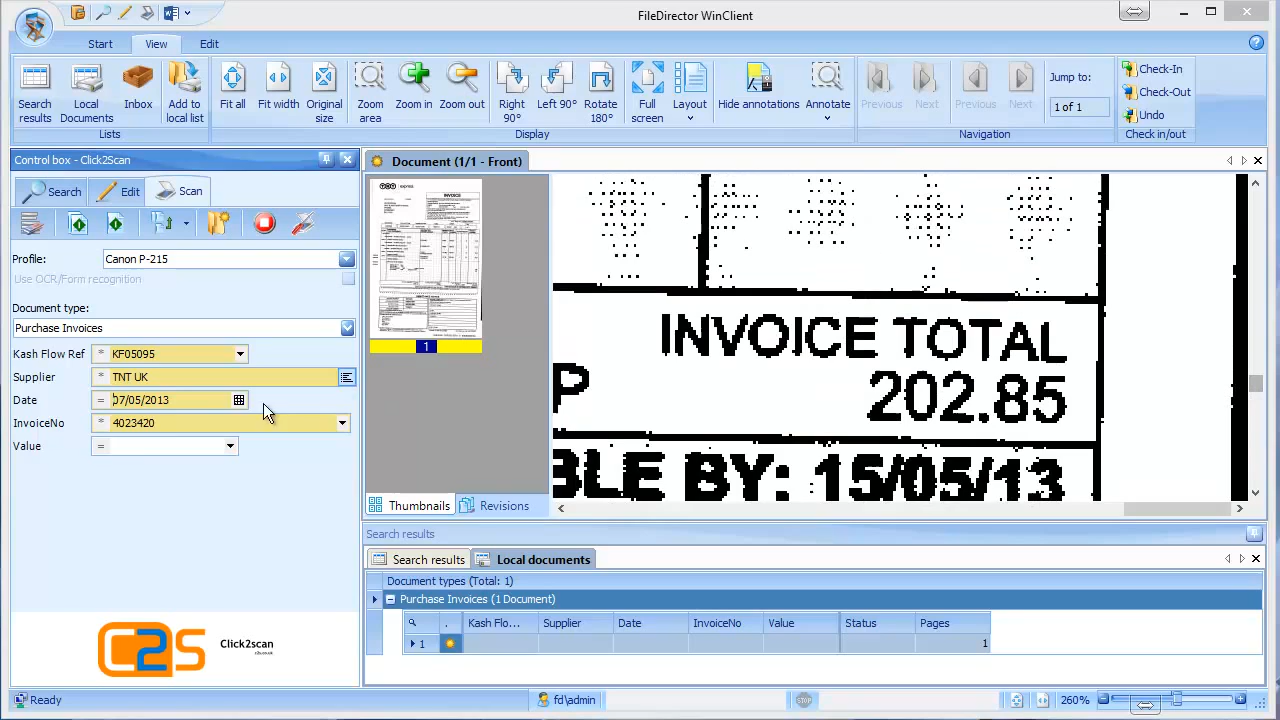 FileDirector WinClient
Start View Edit
Search results
Local Documents
Inbox
Add to local list
Fit all
Fit width
Original size
Zoom area
Zoom in
Zoom out
Right 90°
Left 90°
Rotate 180°
Full screen
Layout
Hide annotations
Annotate
Previous
Next
Previous
Next
Jump to:
1 of 1
Check-In
Check-Out
Undo
Lists
Display
Navigation
Check in/out
Control box - Click2Scan
Search Edit Scan
Profile: Canon P-215
Use OCR/Form recognition
Document type:
Purchase Invoices
Kash Flow Ref * KF05095
Supplier * TNT UK
Date = 07/05/2013
InvoiceNo * 4023420
Value =
C2S Click2scan
c2s.co.uk
Document (1/1 - Front)
INVOICE
1
Thumbnails Revisions
INVOICE TOTAL
P 202.85
BLE BY: 15/05/13
Search results
Search results Local documents
Document types (Total: 1)
Purchase Invoices (1 Document)
. Kash Flo... Supplier Date InvoiceNo Value Status Pages
1 1
Ready
fd\admin
STOP
260%